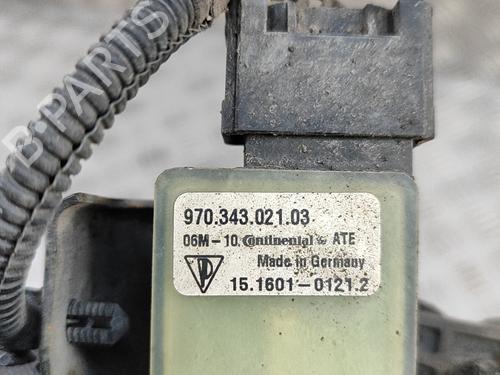 B-PARTS
970.343.021.03
06M-10 Continental ATE
Made in Germany
15.1601-0121.2